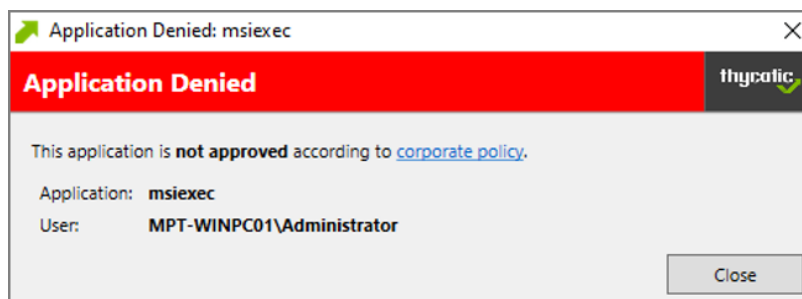 Application Denied: msiexec
Application Denied
thycotic
This application is not approved according to corporate policy.
Application: msiexec
User: MPT-WINPC01\Administrator
Close